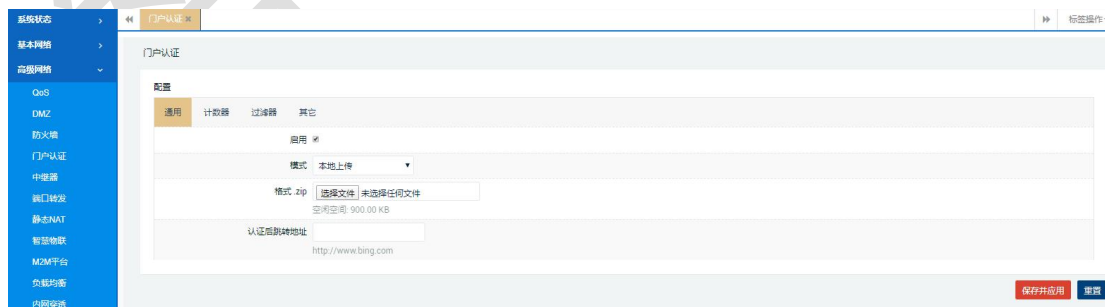 系统状态
门户认证
标签操作
基本网络
门户认证
高级网络
配置
QoS
通用 计数器 过滤器 其它
DMZ
防火墙
启用
门户认证
模式 本地上传
中继器
格式 .zip 选择文件 未选择任何文件
端口转发
空闲空间: 900.00 KB
静态NAT
认证后跳转地址
智慧物联
http://www.bing.com
M2M平台
负载均衡
保存并应用 重置
内网穿透